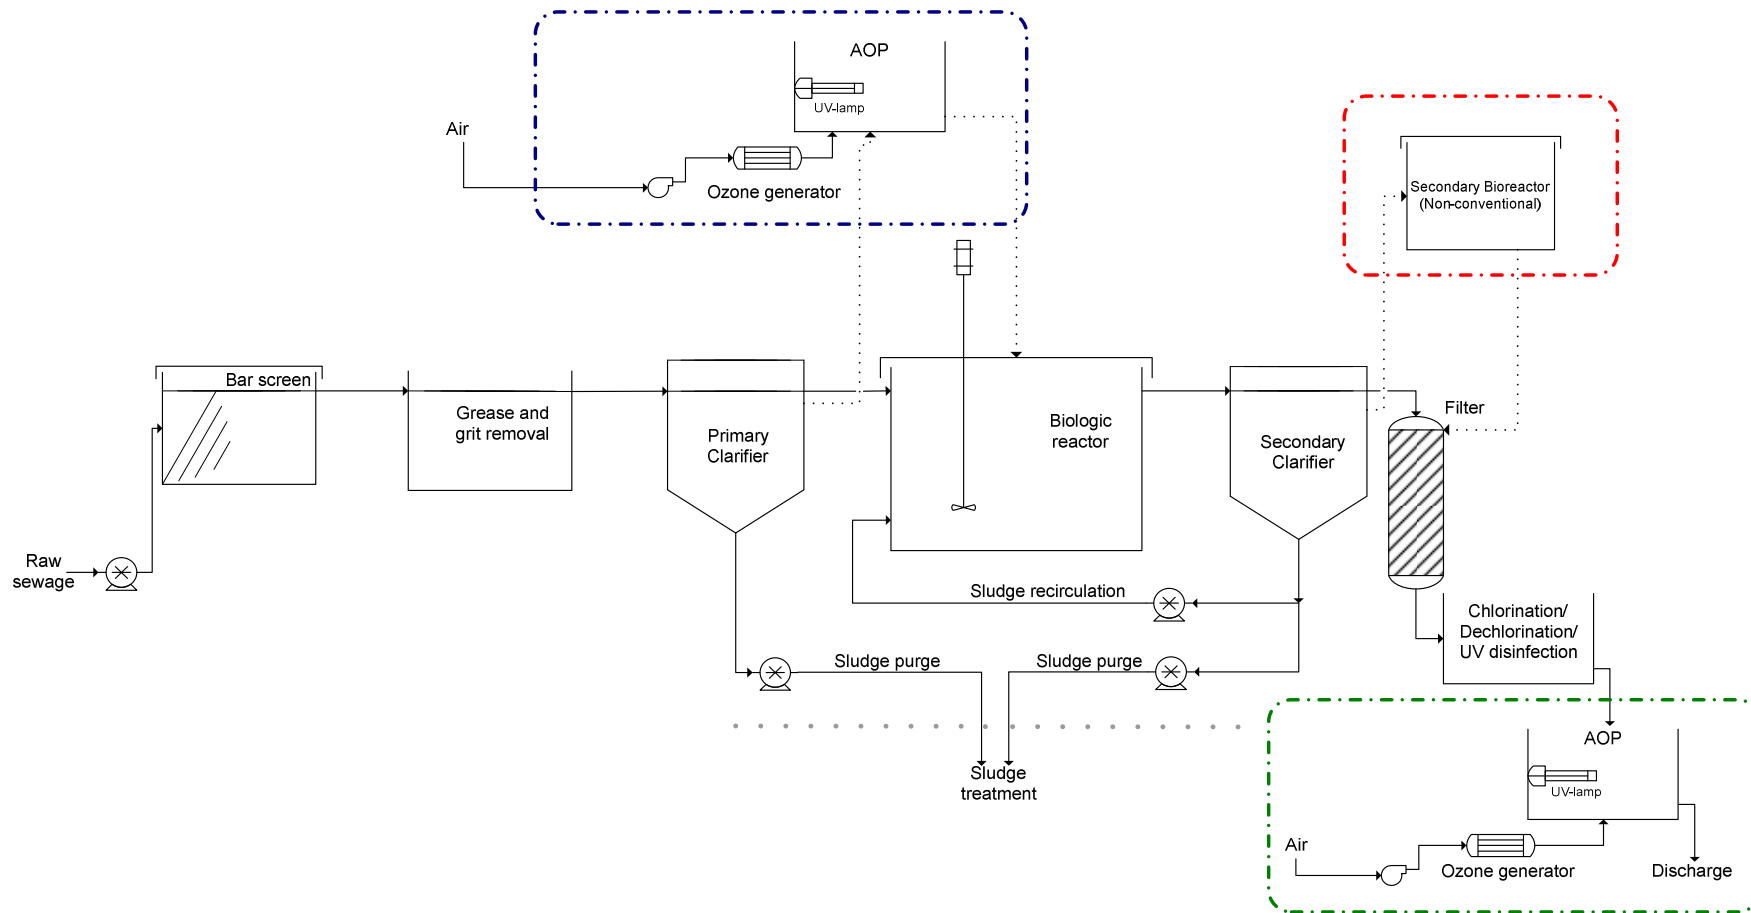 AOP
UV-lamp
Air
Ozone generator
Secondary Bioreactor
(Non-conventional)
Bar screen
Grease and
grit removal
Primary
Clarifier
Biologic
reactor
Secondary
Clarifier
Filter
Raw
sewage
Sludge recirculation
Sludge purge
Sludge purge
Chlorination/
Dechlorination/
UV disinfection
Sludge
treatment
AOP
UV-lamp
Air
Ozone generator
Discharge